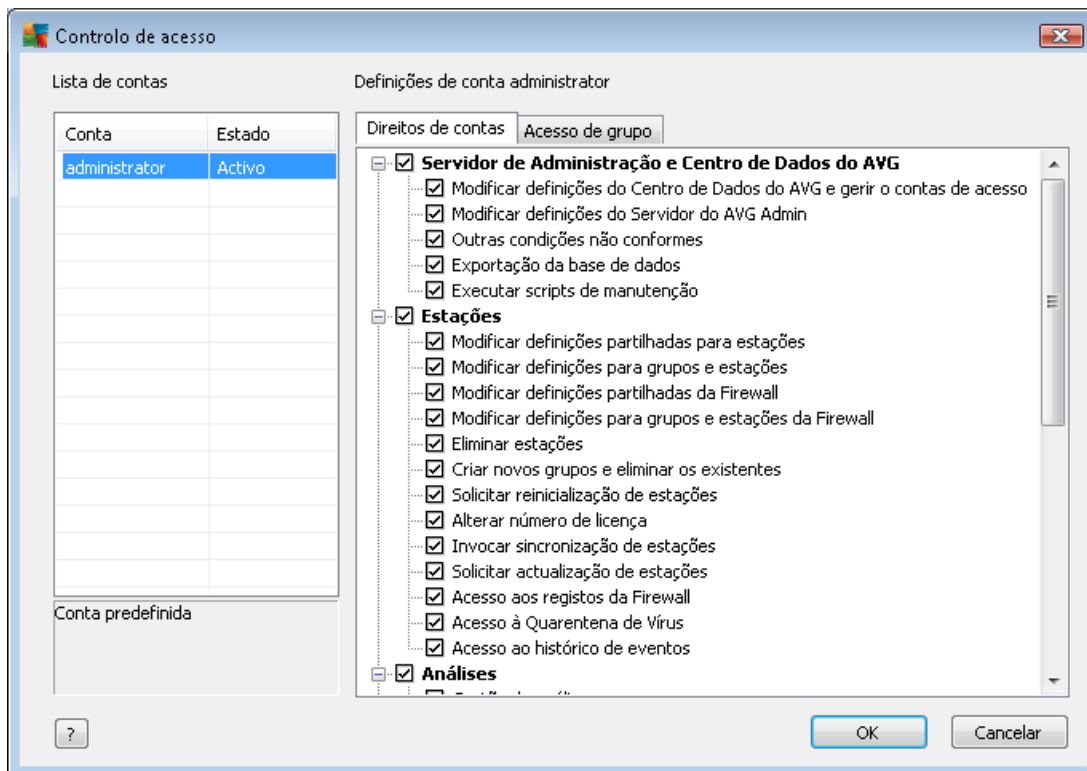 Controlo de acesso
Lista de contas
Definições de conta administrator
Conta Estado
administrator Activo
Conta predefinida
Direitos de contas Acesso de grupo
Servidor de Administração e Centro de Dados do AVG
Modificar definições do Centro de Dados do AVG e gerir o contas de acesso
Modificar definições do Servidor do AVG Admin
Outras condições não conformes
Exportação da base de dados
Executar scripts de manutenção
Estações
Modificar definições partilhadas para estações
Modificar definições para grupos e estações
Modificar definições partilhadas da Firewall
Modificar definições para grupos e estações da Firewall
Eliminar estações
Criar novos grupos e eliminar os existentes
Solicitar reinicialização de estações
Alterar número de licença
Invocar sincronização de estações
Solicitar actualização de estações
Acesso aos registos da Firewall
Acesso à Quarentena de Vírus
Acesso ao histórico de eventos
Análises
?
OK
Cancelar